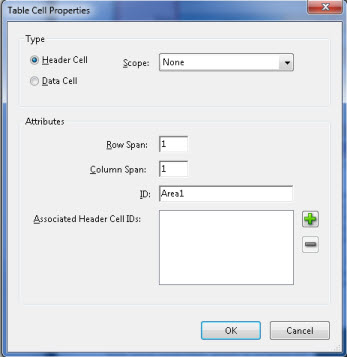 Table Cell Properties
Type
Header Cell
Scope: None
Data Cell
Attributes
Row Span: 1
Column Span: 1
ID: Area1
Associated Header Cell IDs:
OK Cancel